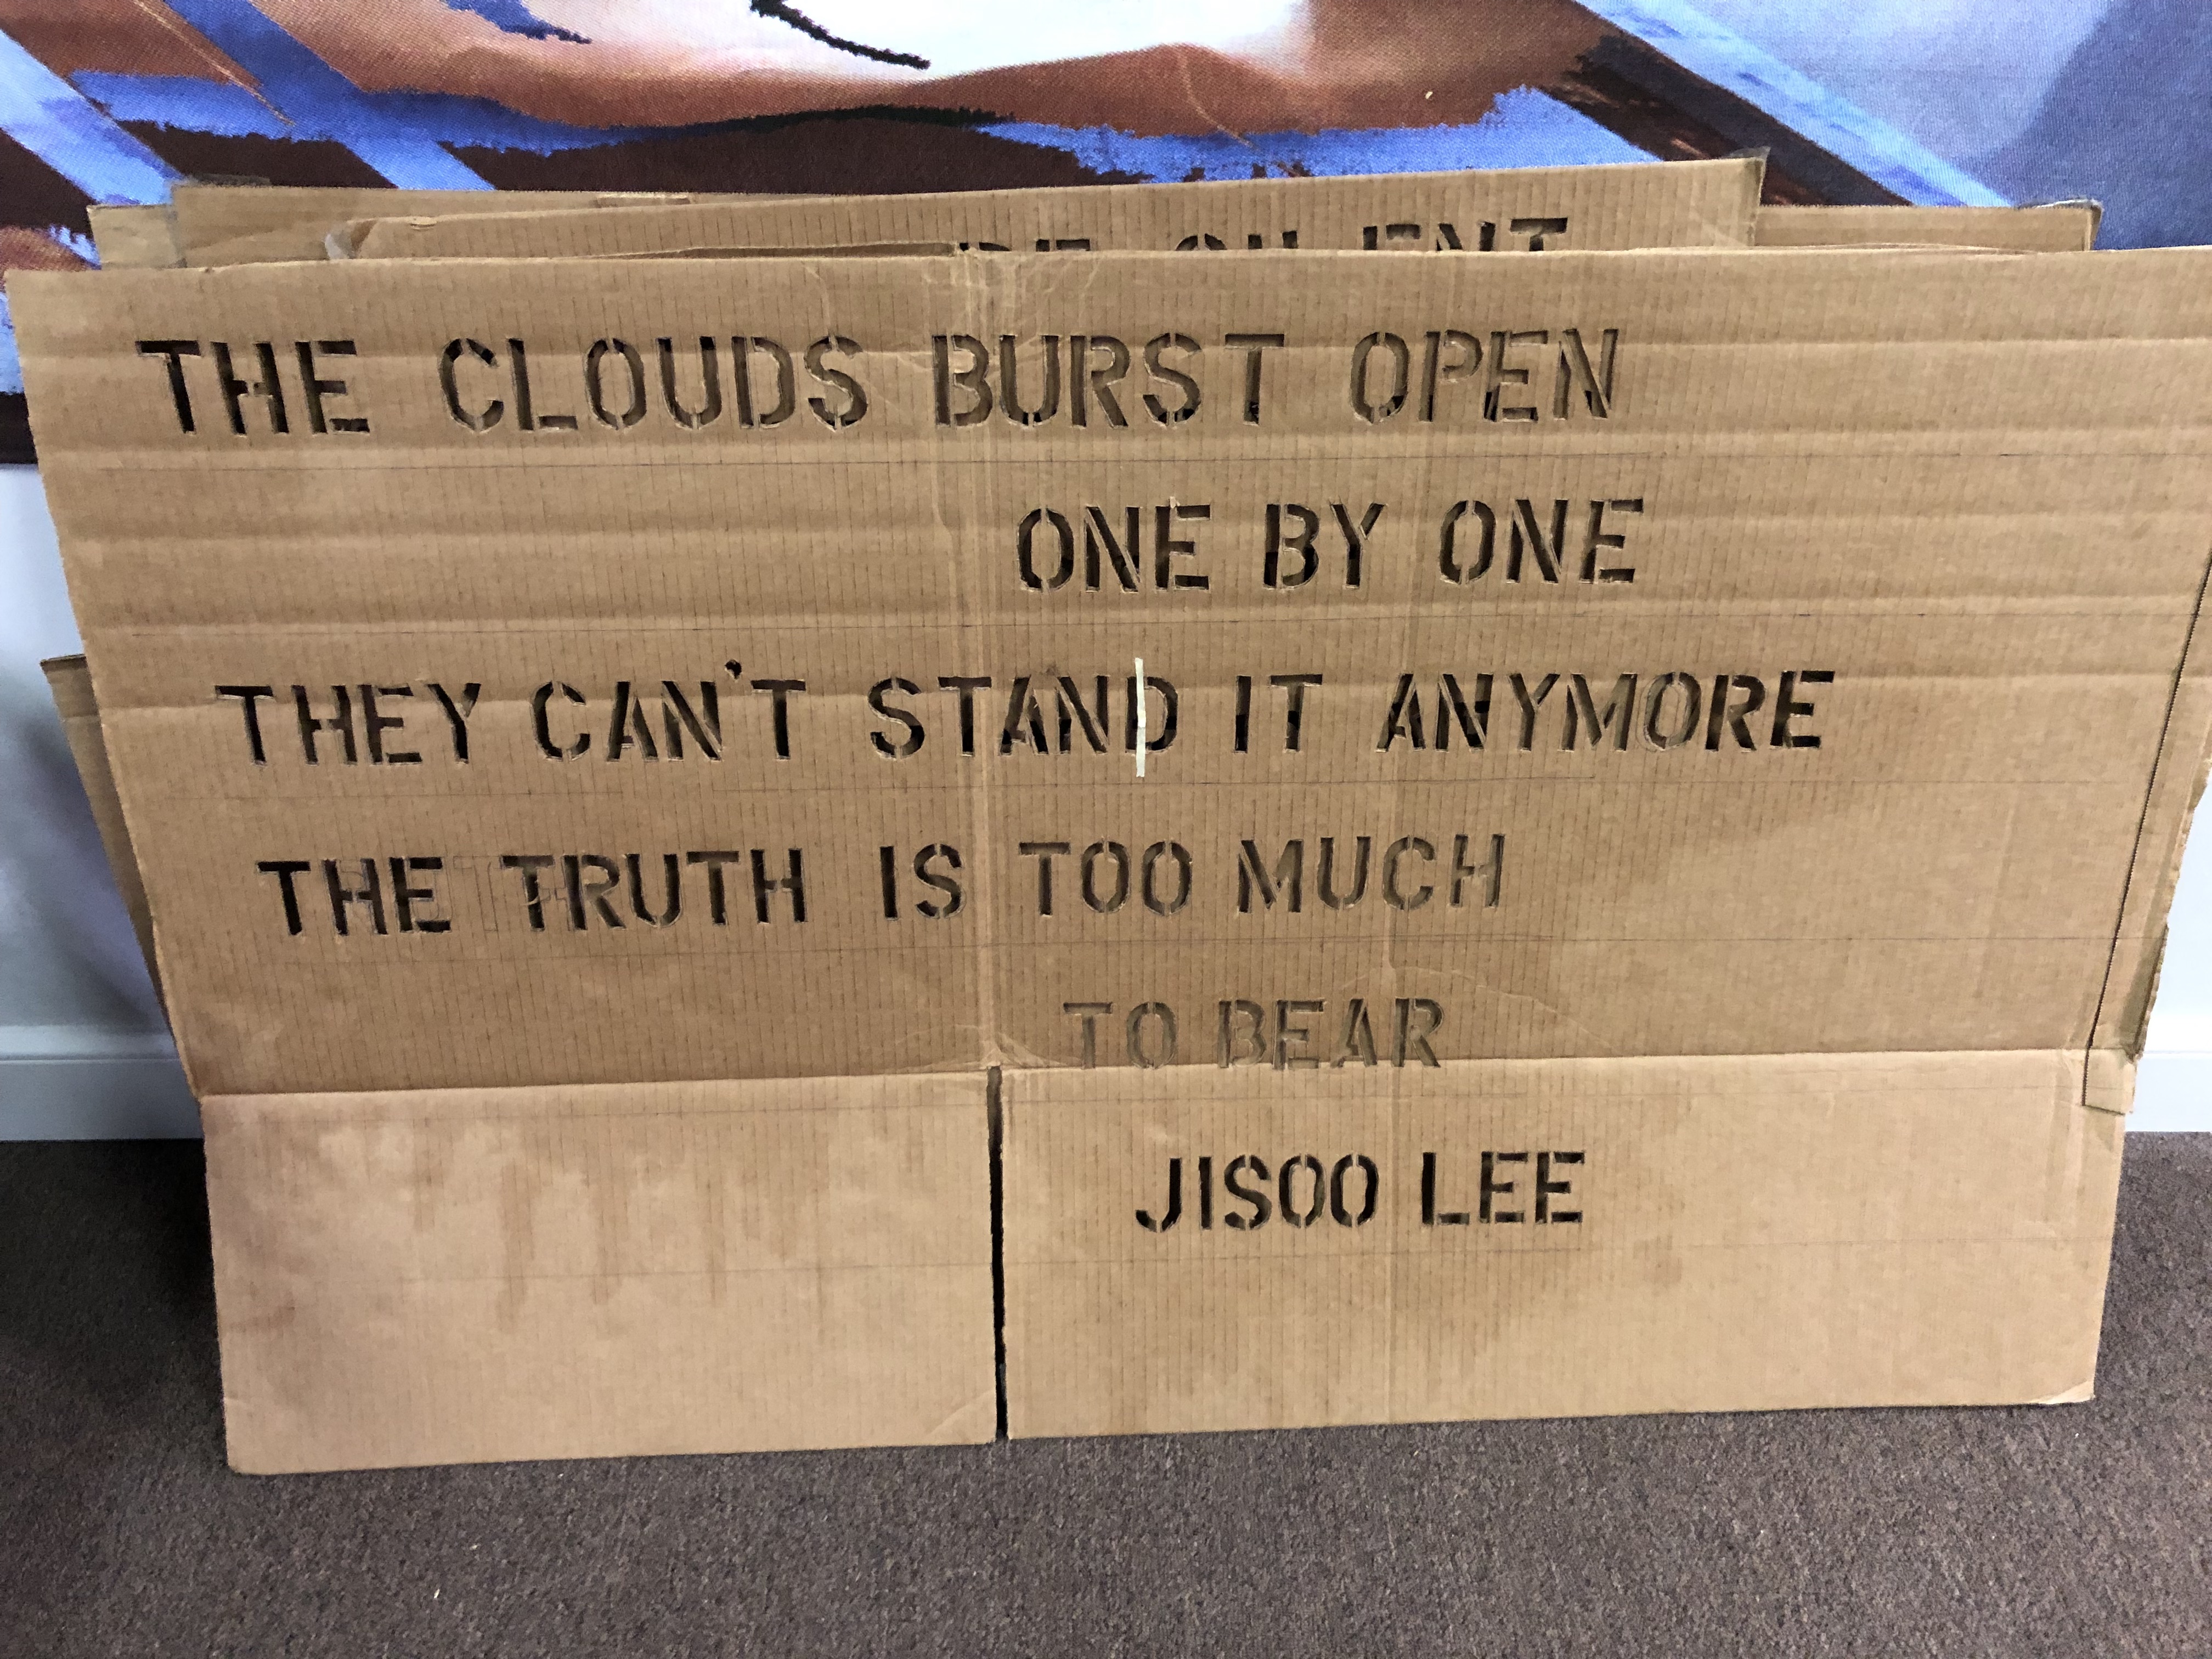 THE CLOUDS BURST OPEN
ONE BY ONE
THEY CAN'T STAND IT ANYMORE
THE TRUTH IS TOO MUCH
TO BEAR
JISOO LEE